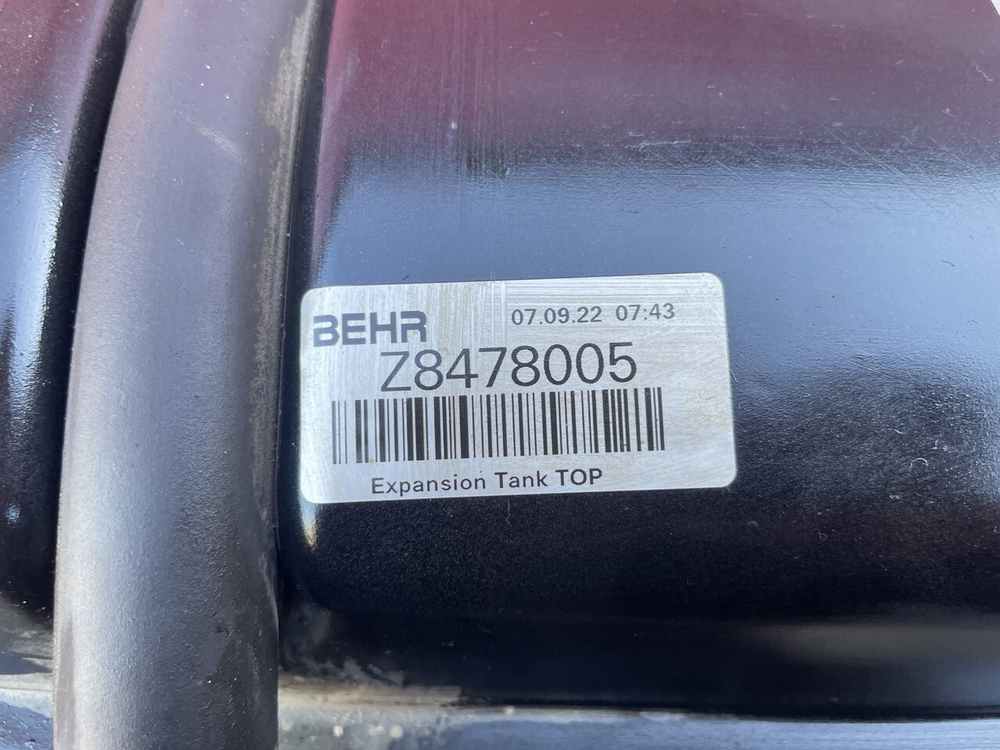 BEHR 07.09.22 07:43
Z8478005
Expansion Tank TOP